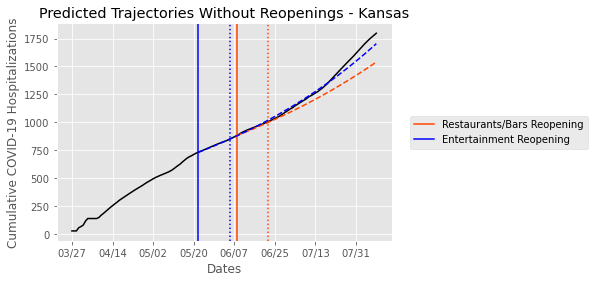 Predicted Trajectories Without Reopenings - Kansas
Cumulative COVID-19 Hospitalizations
1750
1500
1250
1000
750
500
250
0
03/27 04/14 05/02 05/20 06/07 06/25 07/13 07/31
Dates
Restaurants/Bars Reopening
Entertainment Reopening